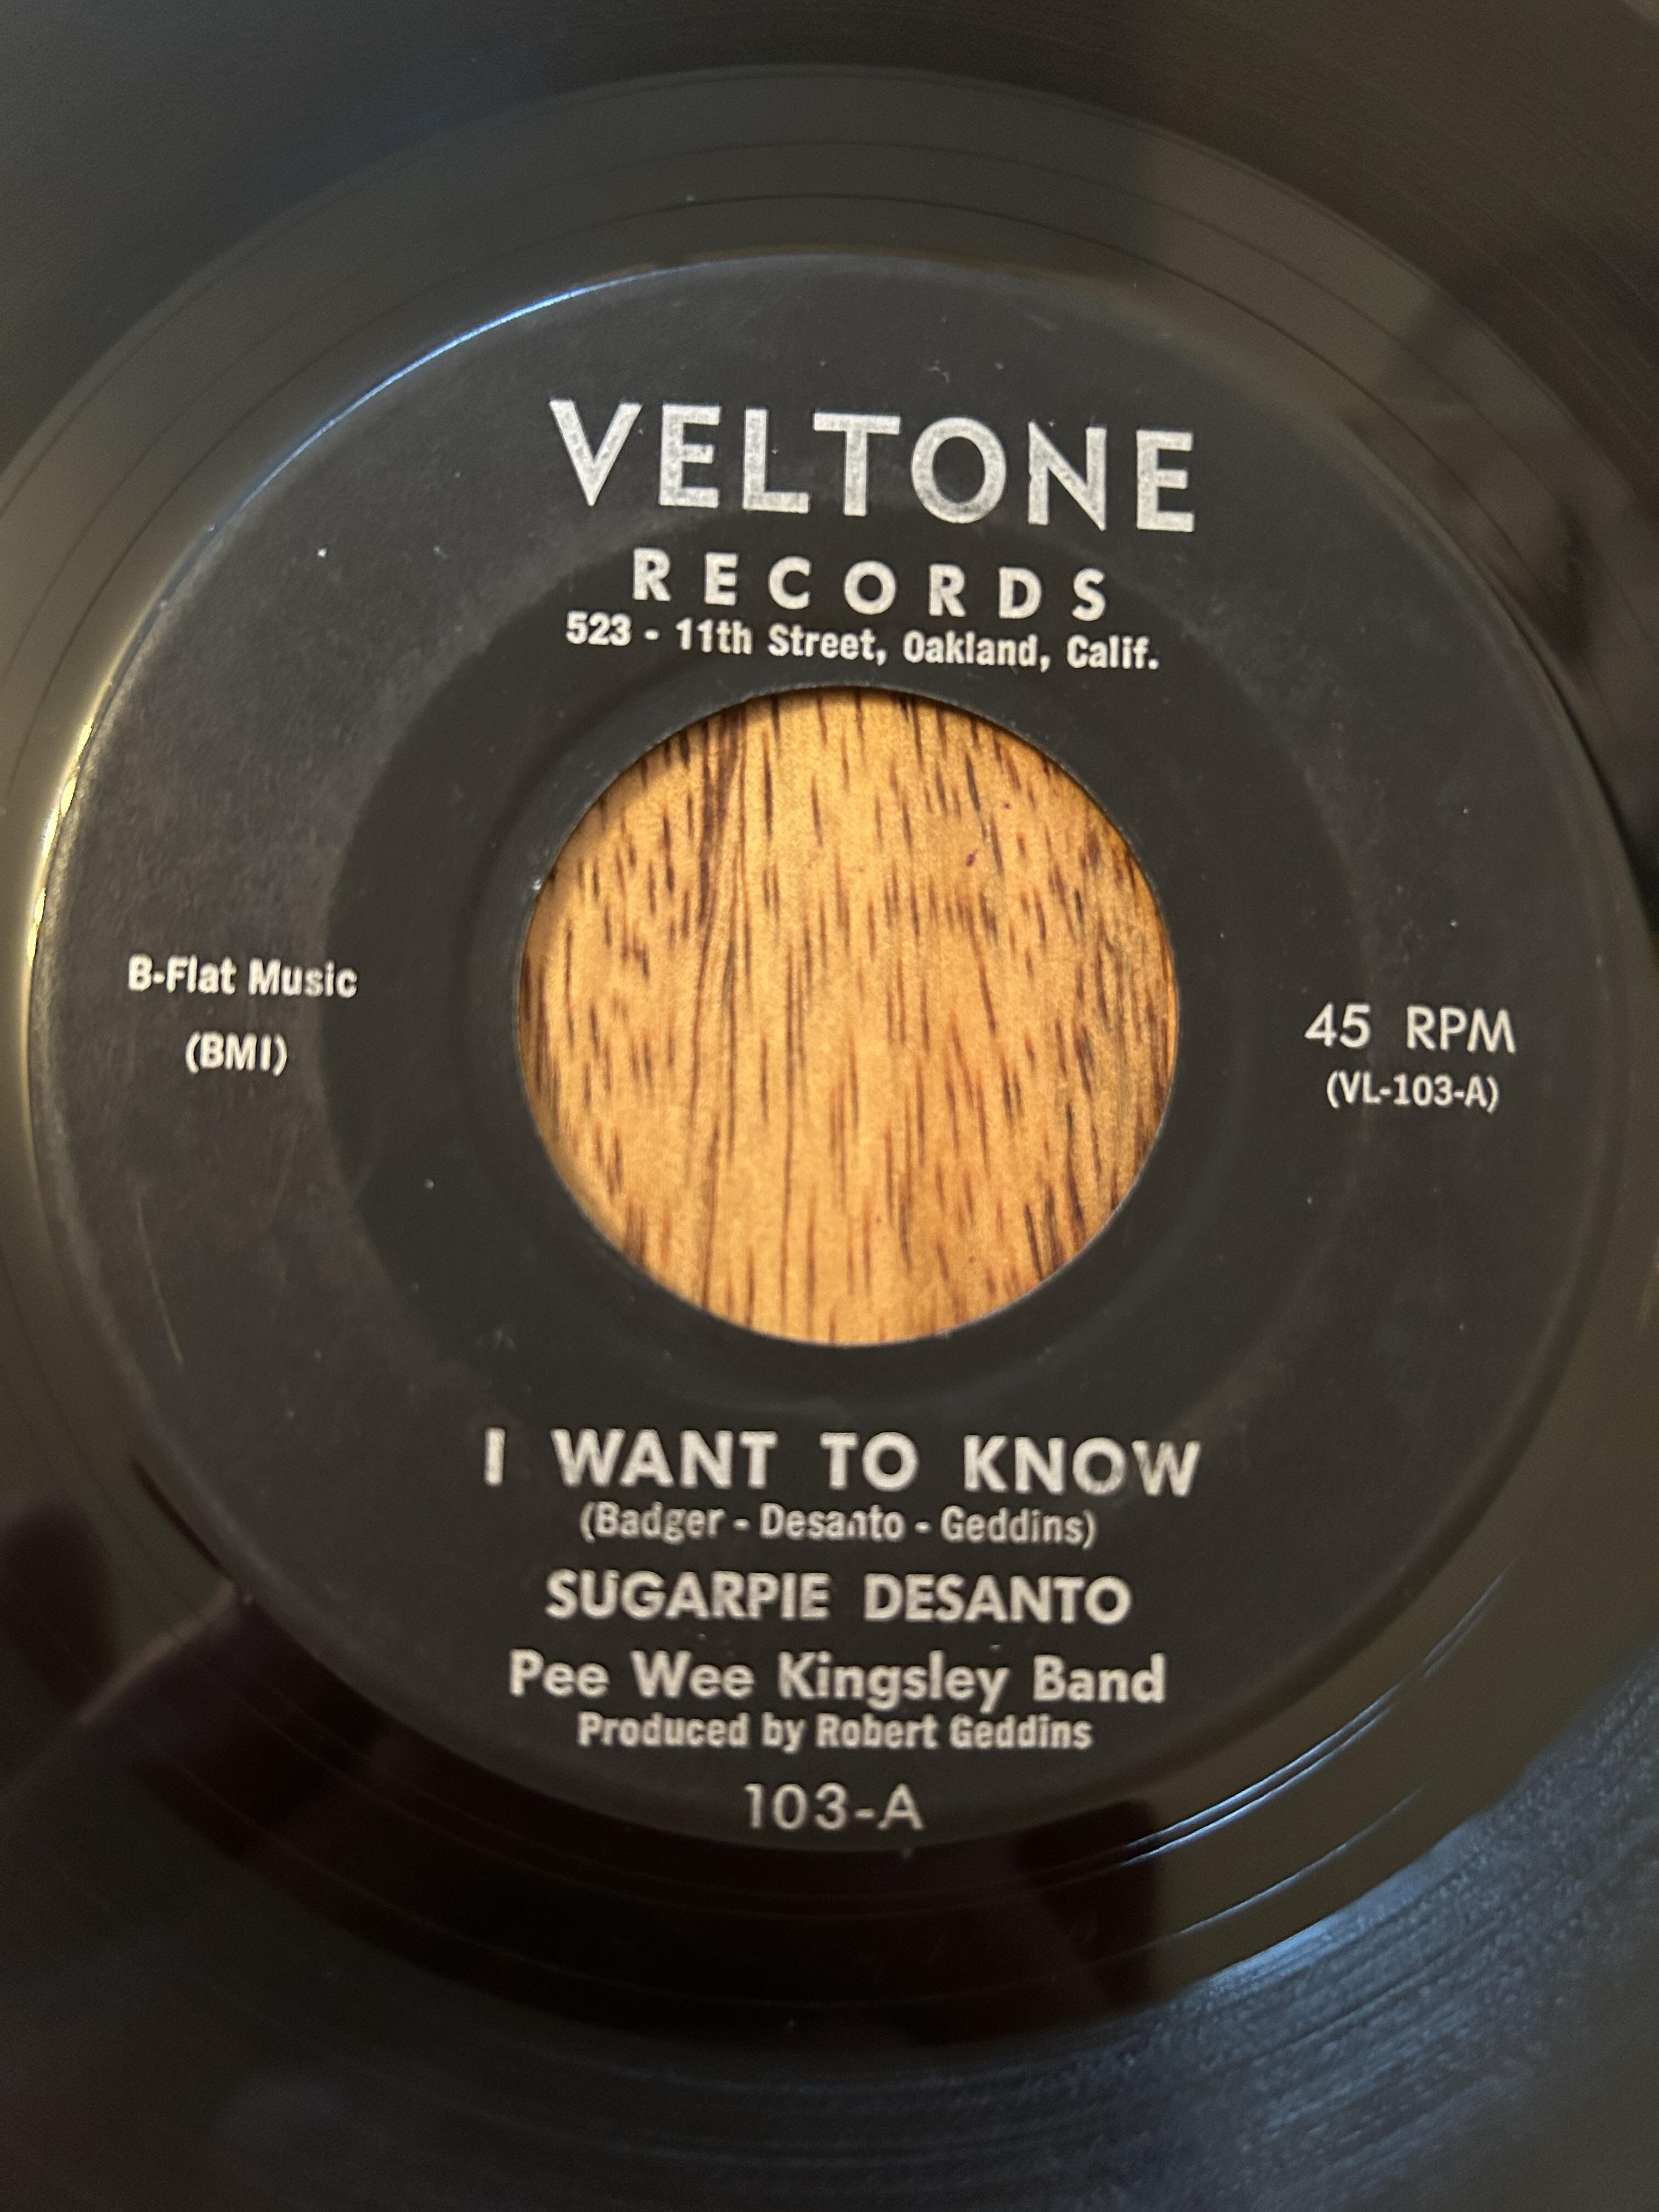 VELTONE
RECORDS
523 - 11th Street, Oakland, Calif.
B-Flat Music
(BMI)
45 RPM
(VL-103-A)
I WANT TO KNOW
(Badger - Desanto - Geddins)
SUGARPIE DESANTO
Pee Wee Kingsley Band
Produced by Robert Geddins
103-A